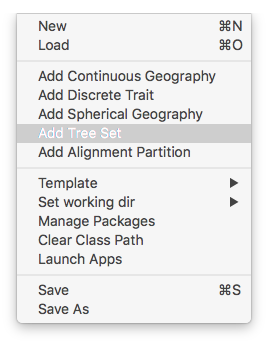 New ⌘N
Load ⌘O
Add Continuous Geography
Add Discrete Trait
Add Spherical Geography
Add Tree Set
Add Alignment Partition
Template ▶
Set working dir ▶
Manage Packages
Clear Class Path
Launch Apps
Save ⌘S
Save As